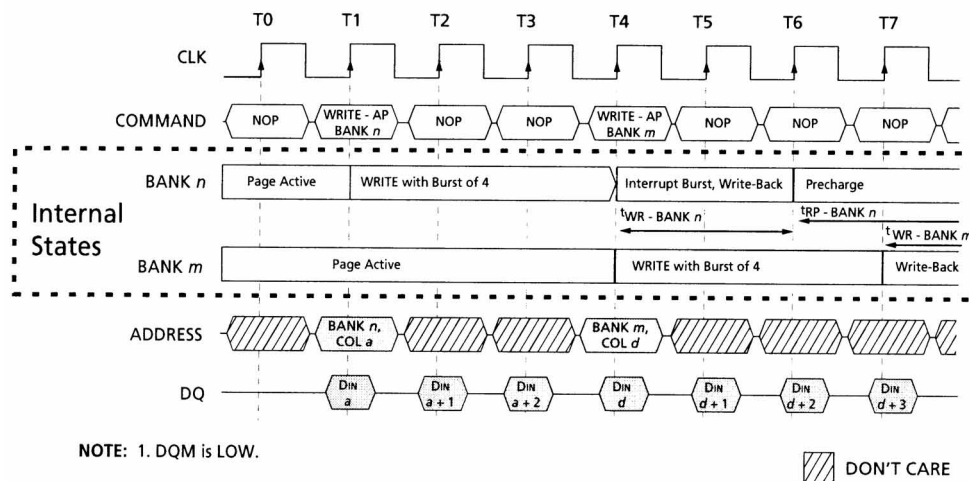 T0 T1 T2 T3 T4 T5 T6 T7
CLK
COMMAND NOP WRITE - AP BANK n NOP NOP WRITE - AP BANK m NOP NOP NOP
Internal States
BANK n Page Active WRITE with Burst of 4 Interrupt Burst, Write-Back Precharge
tWR - BANK n tRP - BANK n
tWR - BANK m
BANK m Page Active WRITE with Burst of 4 Write-Back
ADDRESS BANK n, COL a BANK m, COL d
DQ DIN a DIN a + 1 DIN a + 2 DIN d DIN d + 1 DIN d + 2 DIN d + 3
NOTE: 1. DQM is LOW.
DON'T CARE